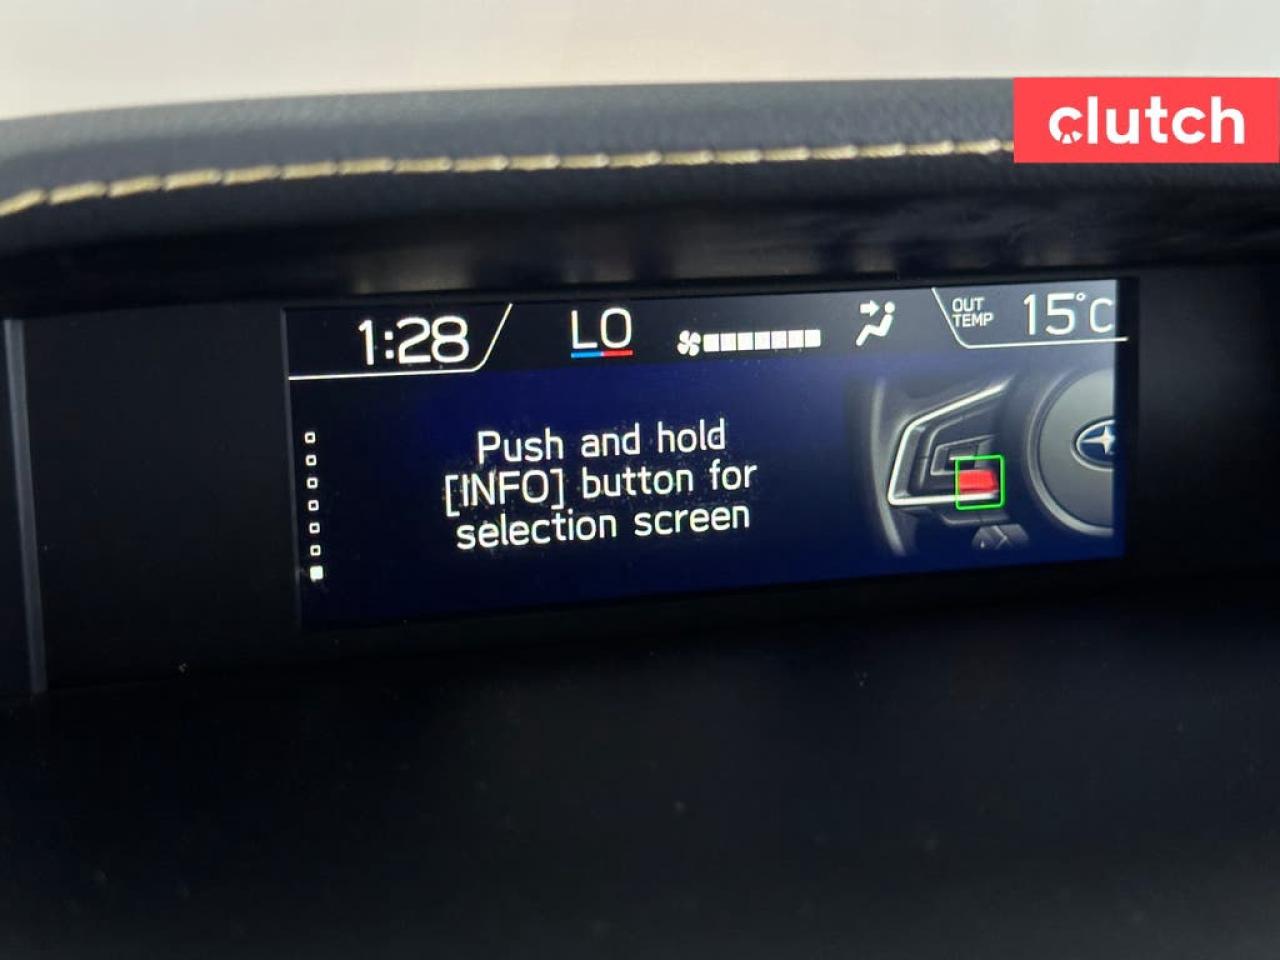 clutch
1:28
LO
OUT
TEMP
15°C
Push and hold
[INFO] button for
selection screen